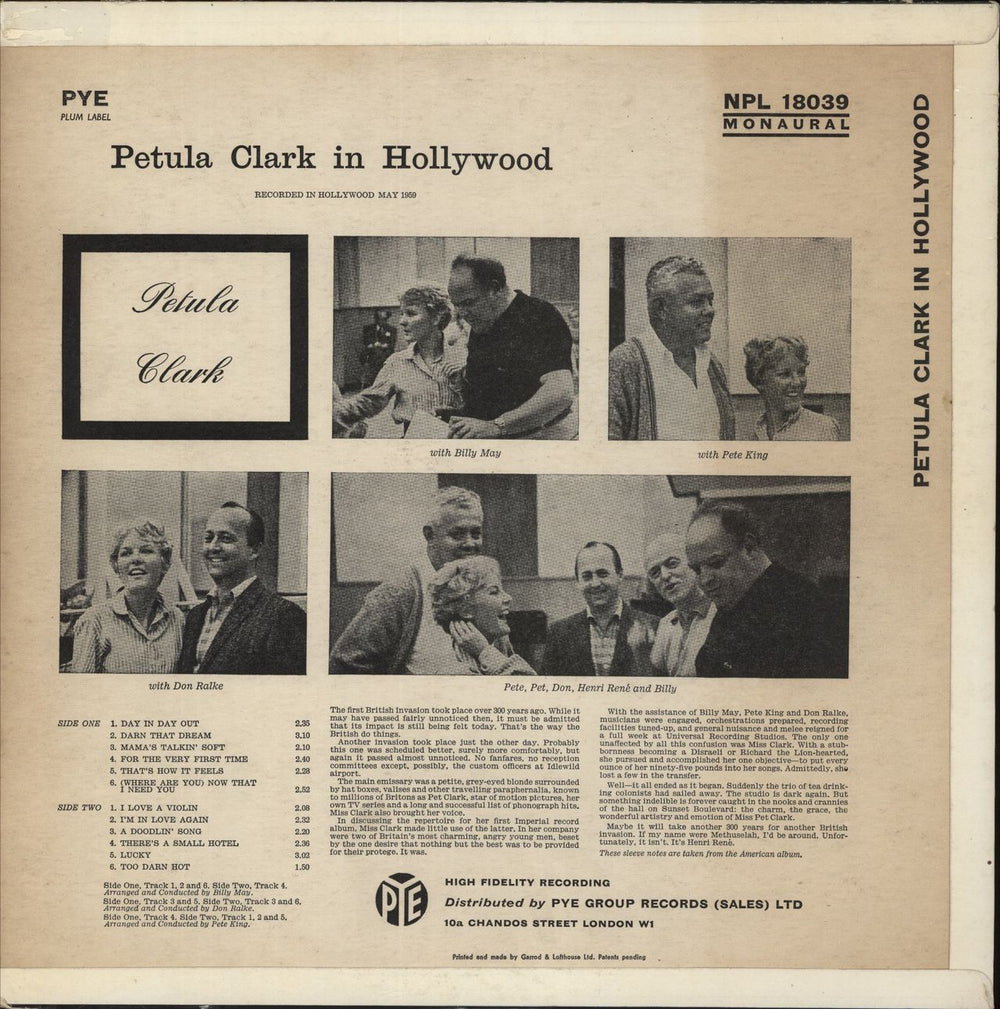 PYE
PLUM LABEL
NPL 18039
MONAURAL
Petula Clark in Hollywood
RECORDED IN HOLLYWOOD MAY 1959
PETULA CLARK IN HOLLYWOOD
Petula
Clark
with Billy May
with Pete King
with Don Ralke
Pete, Pet, Don, Henri René and Billy
SIDE ONE 1. DAY IN DAY OUT 2.35
2. DARN THAT DREAM 3.10
3. MAMA'S TALKIN' SOFT 2.10
4. FOR THE VERY FIRST TIME 2.40
5. THAT'S HOW IT FEELS 2.28
6. (WHERE ARE YOU) NOW THAT
I NEED YOU 2.52
SIDE TWO 1. I LOVE A VIOLIN 2.08
2. I'M IN LOVE AGAIN 2.32
3. A DOODLIN' SONG 2.20
4. THERE'S A SMALL HOTEL 2.36
5. LUCKY 3.02
6. TOO DARN HOT 1.50
Side One, Track 1, 2 and 6. Side Two, Track 4.
Arranged and Conducted by Billy May.
Side One, Track 3 and 5. Side Two, Track 3 and 6.
Arranged and Conducted by Don Ralke.
Side One, Track 4. Side Two, Track 1, 2 and 5.
Arranged and Conducted by Pete King.
The first British invasion took place over 300 years ago. While it
may have passed fairly unnoticed then, it must be admitted
that its impact is still being felt today. That's the way the
British do things.
Another invasion took place just the other day. Probably
this one was scheduled better, surely more comfortably, but
again it passed almost unnoticed. No fanfares, no reception
committees except, possibly, the custom officers at Idlewild
airport.
The main emissary was a petite, grey-eyed blonde surrounded
by hat boxes, valises and other travelling paraphernalia, known
to millions of Britons as Pet Clark, star of motion pictures, her
own TV series and a long and successful list of phonograph hits.
Miss Clark also brought her voice.
In discussing the repertoire for her first Imperial record
album, Miss Clark made little use of the latter. In her company
were two of Britain's most charming, angry young men, beset
by the one desire that nothing but the best was to be provided
for their protege. It was.
With the assistance of Billy May, Pete King and Don Ralke,
musicians were engaged, orchestrations prepared, recording
facilities tuned-up, and general nuisance and melee reigned for
a full week at Universal Recording Studios. The only one
unaffected by all this confusion was Miss Clark. With a stub-
bornness becoming a Disraeli or Richard the Lion-hearted,
she pursued and accomplished her one objective—to put every
ounce of her ninety-five pounds into her songs. Admittedly, she
lost a few in the transfer.
Well—it all ended as it began. Suddenly the trio of tea drink-
ing colonists had sailed away. The studio is dark again. But
something indelible is forever caught in the nooks and crannies
of the hall on Sunset Boulevard: the charm, the grace, the
wonderful artistry and emotion of Miss Pet Clark.
Maybe it will take another 300 years for another British
invasion. If my name were Methuselah, I'd be around. Unfor-
tunately, it isn't. It's Henri René.
These sleeve notes are taken from the American album.
PYE
HIGH FIDELITY RECORDING
Distributed by PYE GROUP RECORDS (SALES) LTD
10a CHANDOS STREET LONDON W1
Printed and made by Garrod & Lofthouse Ltd. Patents pending